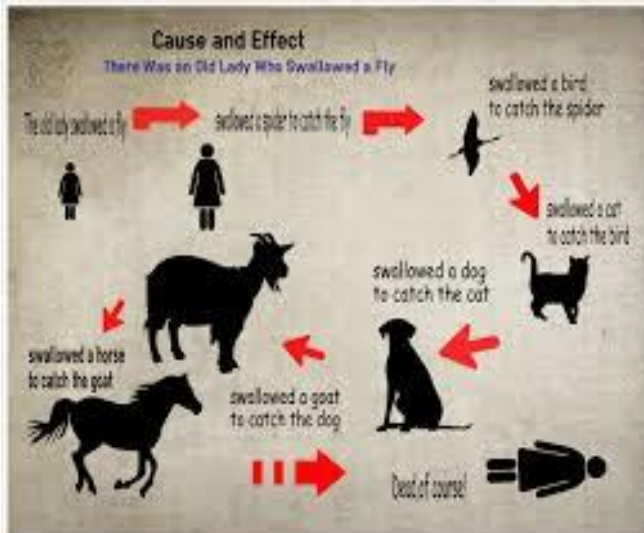 Cause and Effect
There Was an Old Lady Who Swallowed a Fly
The old lady swallowed a fly
swallowed a spider to catch the fly
swallowed a bird
to catch the spider
swallowed a cat
to catch the bird
swallowed a dog
to catch the cat
swallowed a goat
to catch the dog
swallowed a horse
to catch the goat
Dead of course!